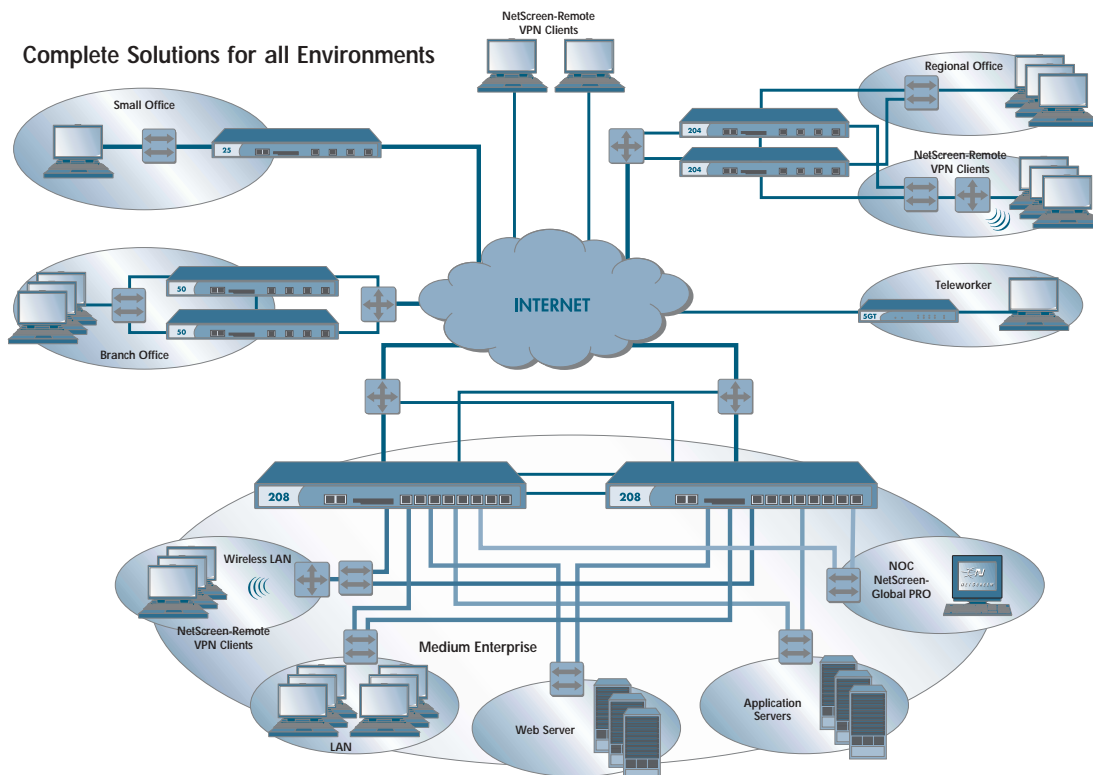 Complete Solutions for all Environments
NetScreen-Remote
VPN Clients
Small Office
25
Regional Office
204
204
NetScreen-Remote
VPN Clients
50
50
Branch Office
INTERNET
Teleworker
5GT
208
208
Wireless LAN
NetScreen-Remote
VPN Clients
NOC
NetScreen-
Global PRO
N
NETSCREEN
Medium Enterprise
LAN
Web Server
Application
Servers